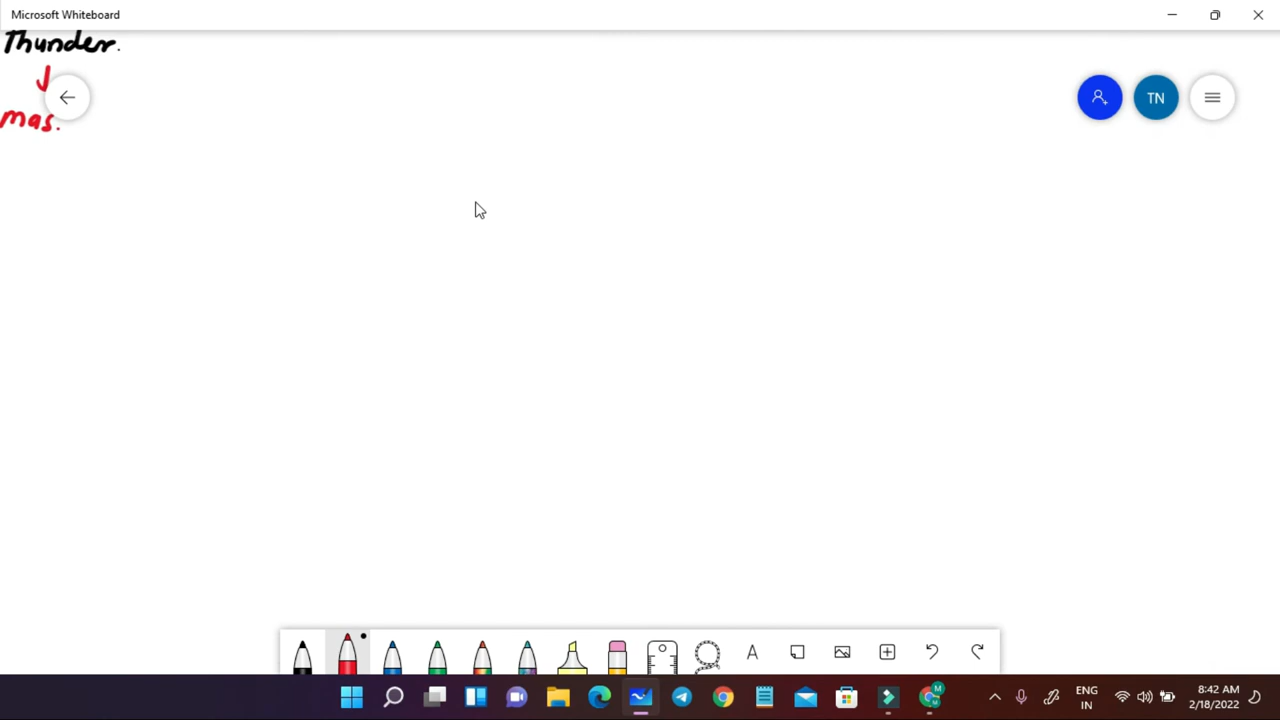 Microsoft Whiteboard
Thunder.
mas.
TN
A
M
ENG
IN
8:42 AM
2/18/2022